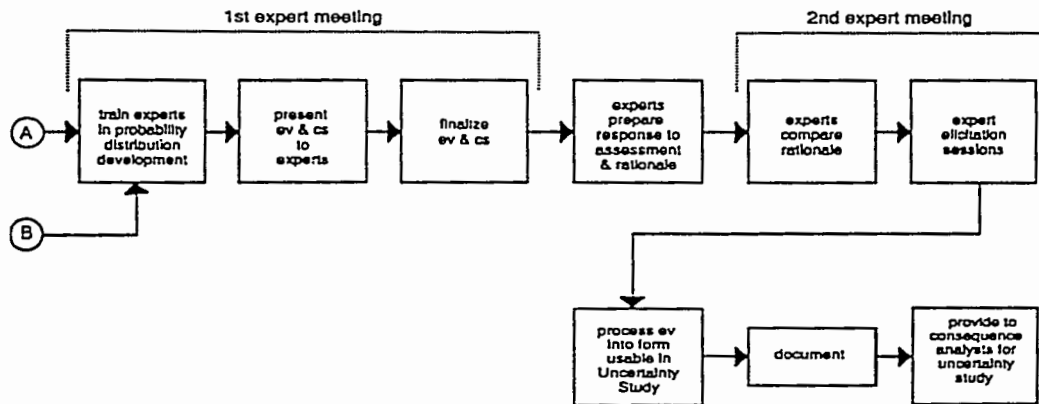 1st expert meeting
2nd expert meeting
A
train experts
in probability
distribution
development
present
ev & cs
to
experts
finalize
ev & cs
experts
prepare
response to
assessment
& rationale
experts
compare
rationale
expert
elicitation
sessions
B
process ev
into form
usable in
Uncertainty
Study
document
provide to
consequence
analysts for
uncertainty
study